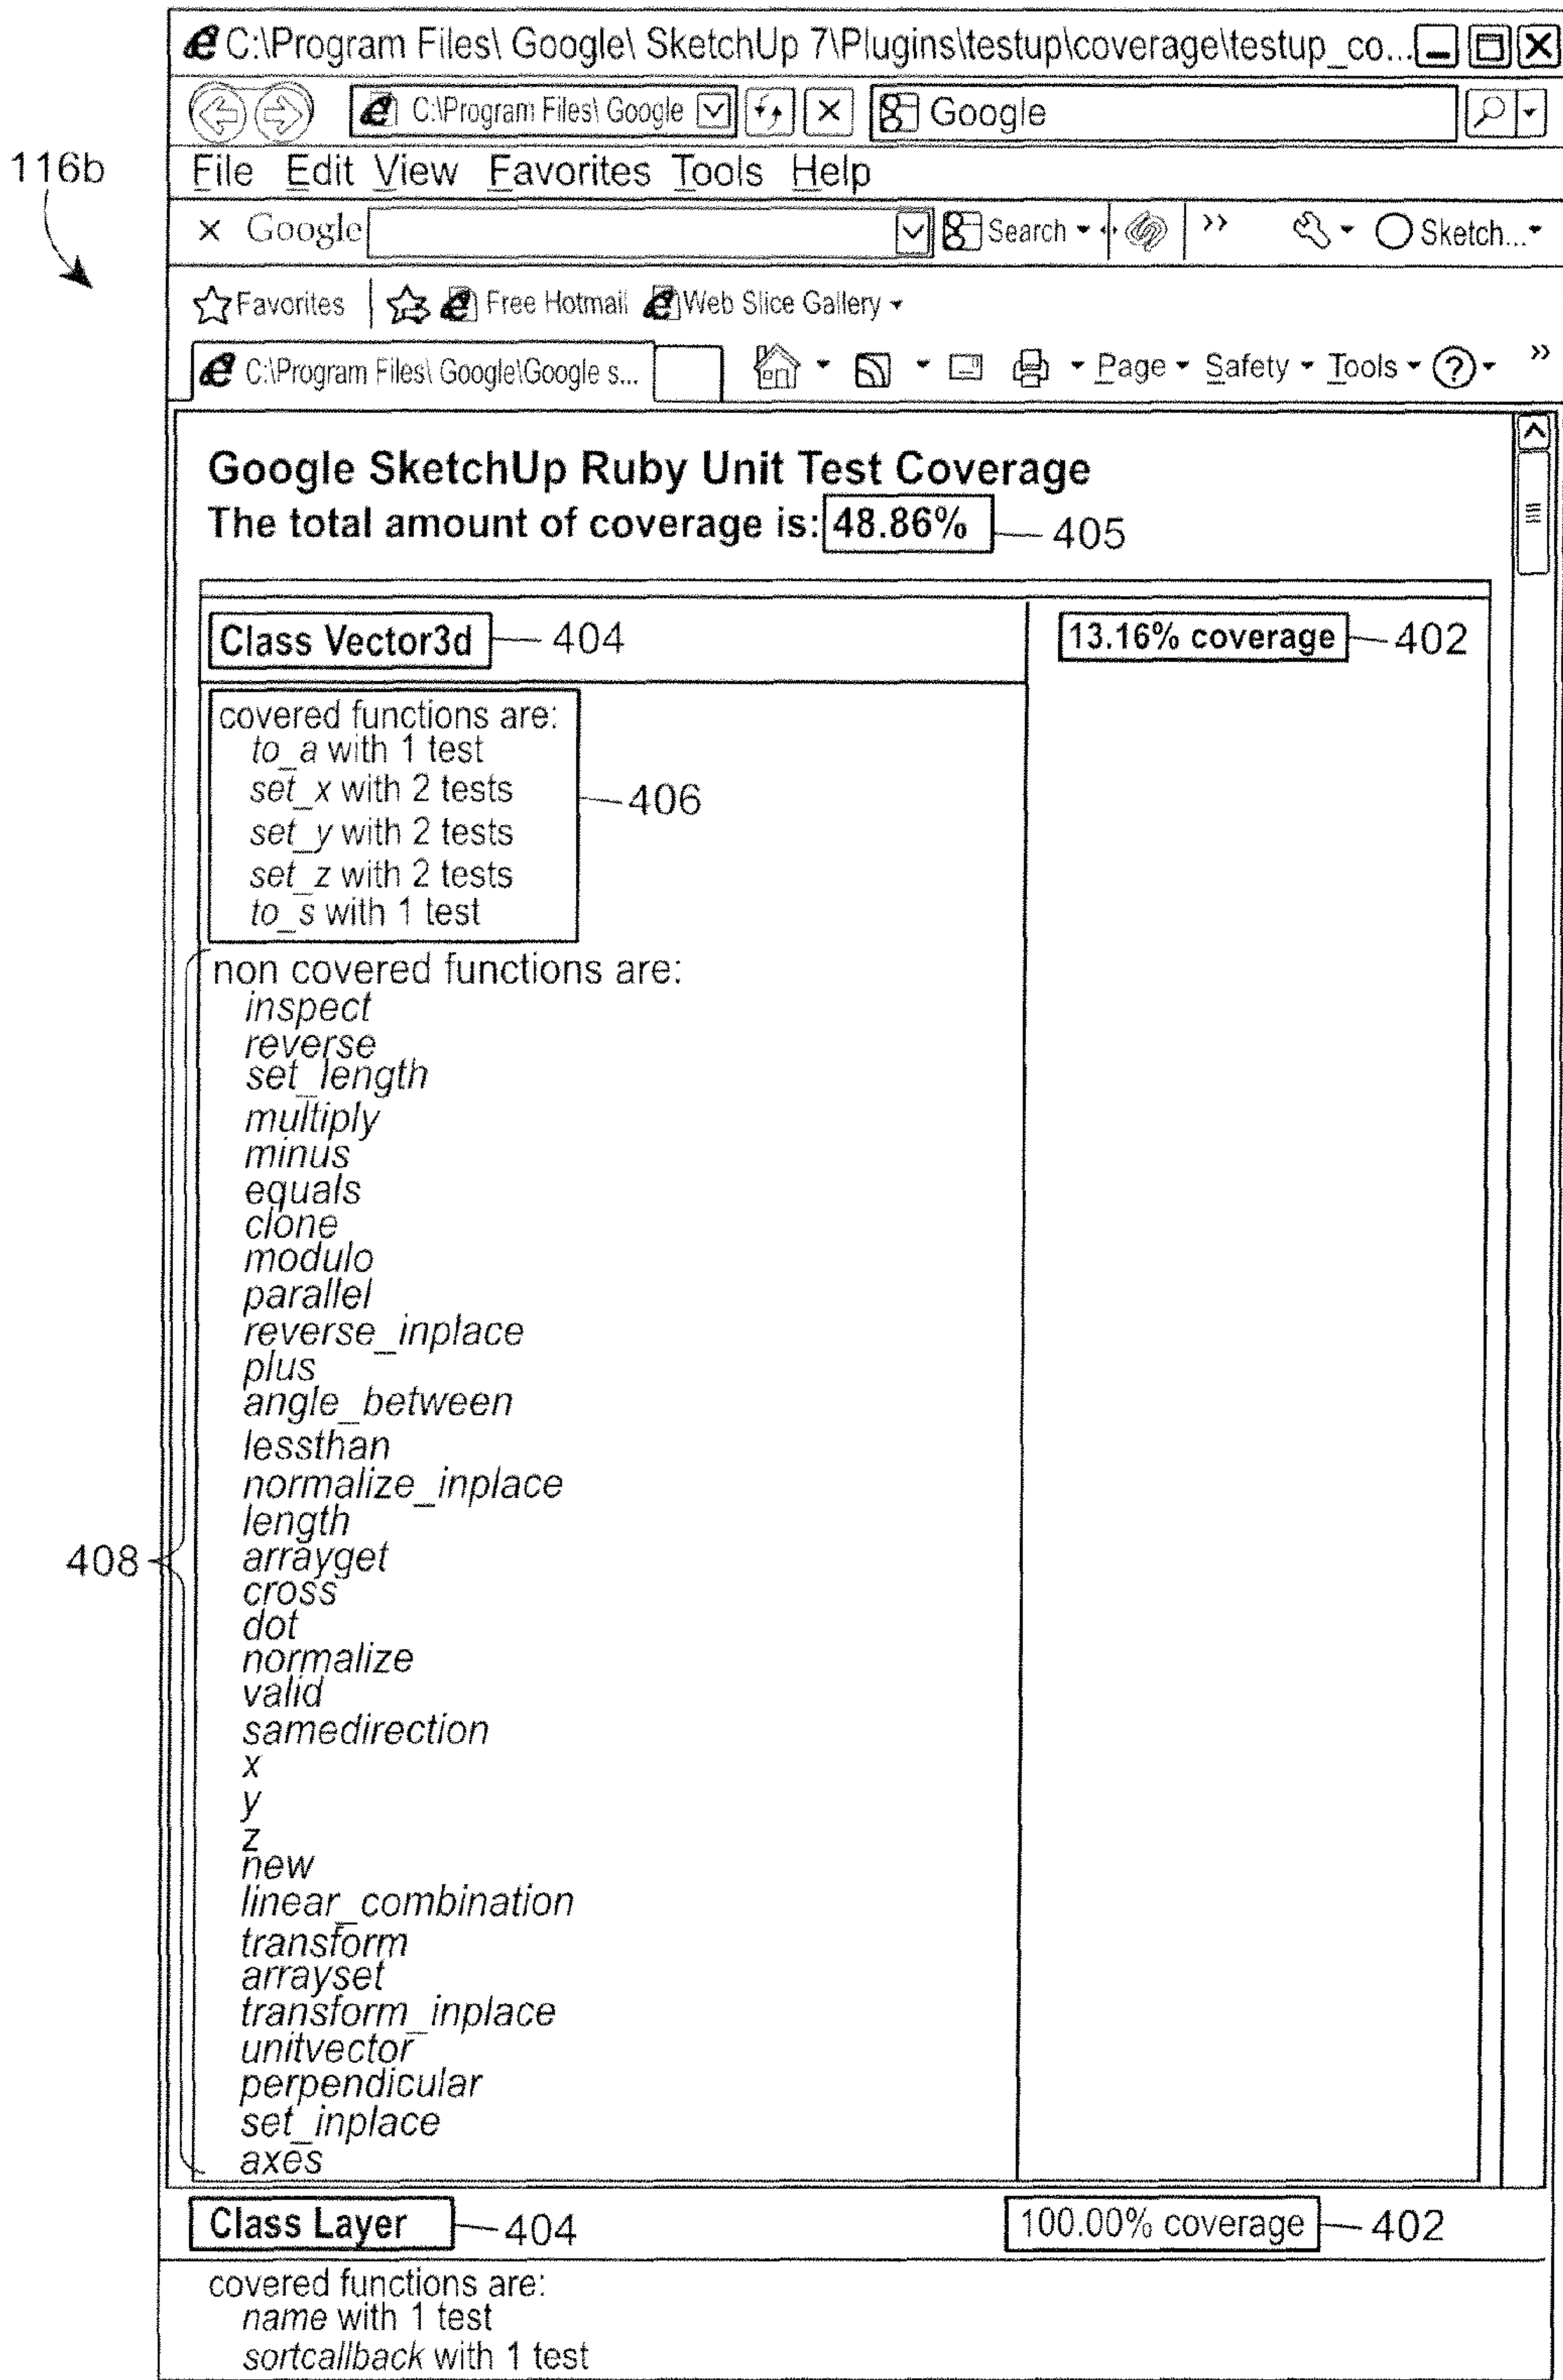 C:\Program Files\ Google\ SketchUp 7\Plugins\testup\coverage\testup_co...
C:\Program Files\ Google
Google
116b
File Edit View Favorites Tools Help
× Google Search Sketch...
Favorites Free Hotmail Web Slice Gallery
C:\Program Files\ Google\Google s... Page Safety Tools ? »
Google SketchUp Ruby Unit Test Coverage
The total amount of coverage is: 48.86% 405
Class Vector3d 404 13.16% coverage 402
covered functions are:
to_a with 1 test
set_x with 2 tests
406
set_y with 2 tests
set_z with 2 tests
to_s with 1 test
non covered functions are:
inspect
reverse
set_length
multiply
minus
equals
clone
modulo
parallel
reverse_inplace
plus
angle_between
lessthan
normalize_inplace
length
408
arrayget
cross
dot
normalize
valid
samedirection
x
y
z
new
linear_combination
transform
arrayset
transform_inplace
unitvector
perpendicular
set_inplace
axes
Class Layer 404 100.00% coverage 402
covered functions are:
name with 1 test
sortcallback with 1 test